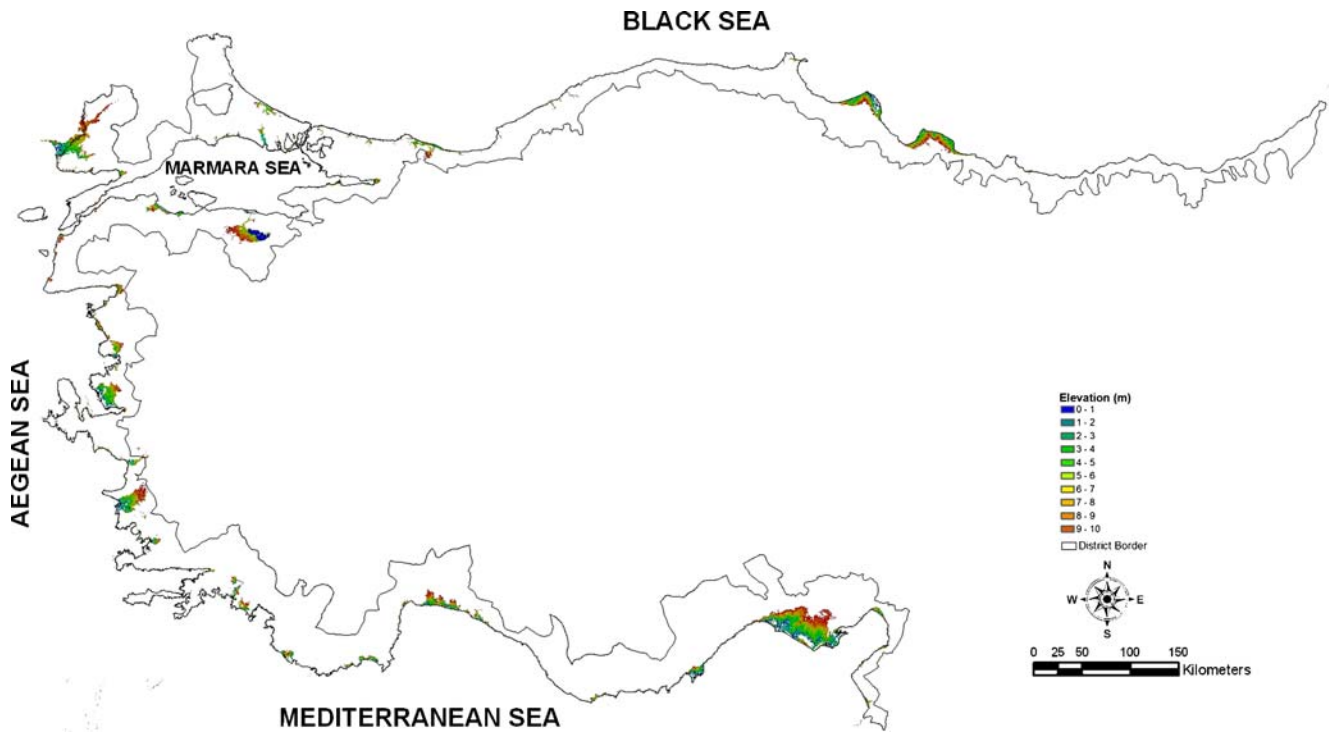 BLACK SEA
MARMARA SEA
AEGEAN SEA
MEDITERRANEAN SEA
Elevation (m)
0 - 1
1 - 2
2 - 3
3 - 4
4 - 5
5 - 6
6 - 7
7 - 8
8 - 9
9 - 10
District Border
N
W E
S
0 25 50 100 150
Kilometers